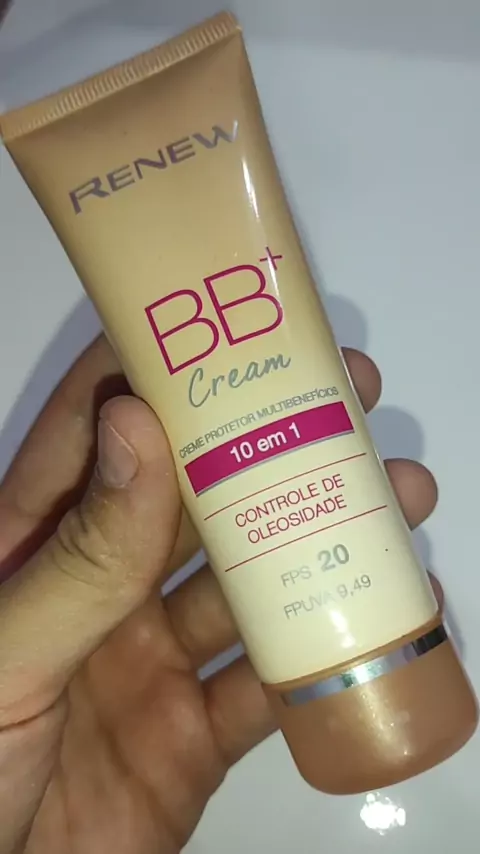 RENEW
BB+
Cream
CREME PROTETOR MULTIBENEFÍCIOS
10 em 1
CONTROLE DE
OLEOSIDADE
FPS 20
FPUVA 9,49